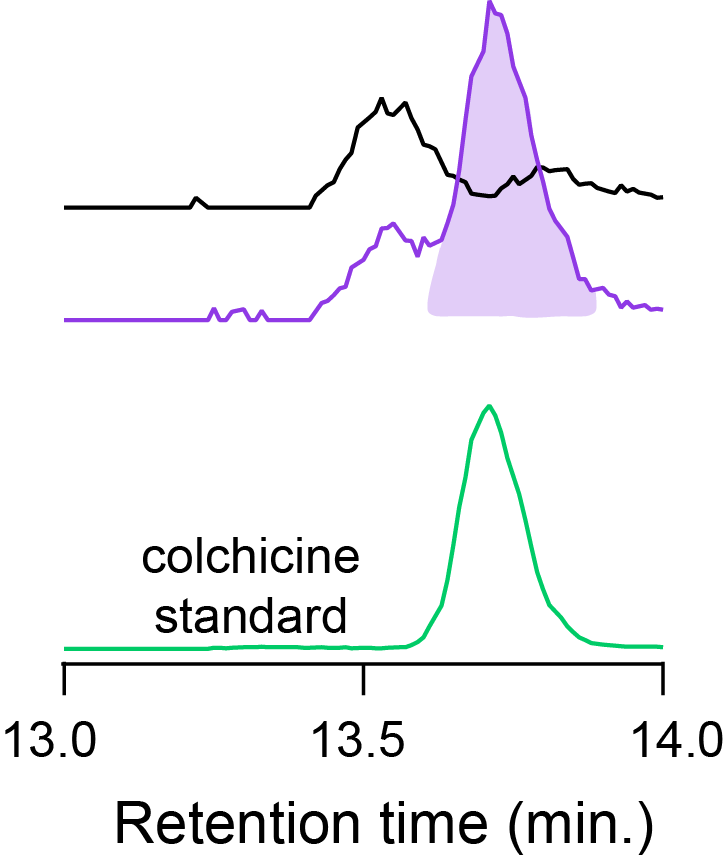 colchicine
standard
13.0 13.5 14.0
Retention time (min.)